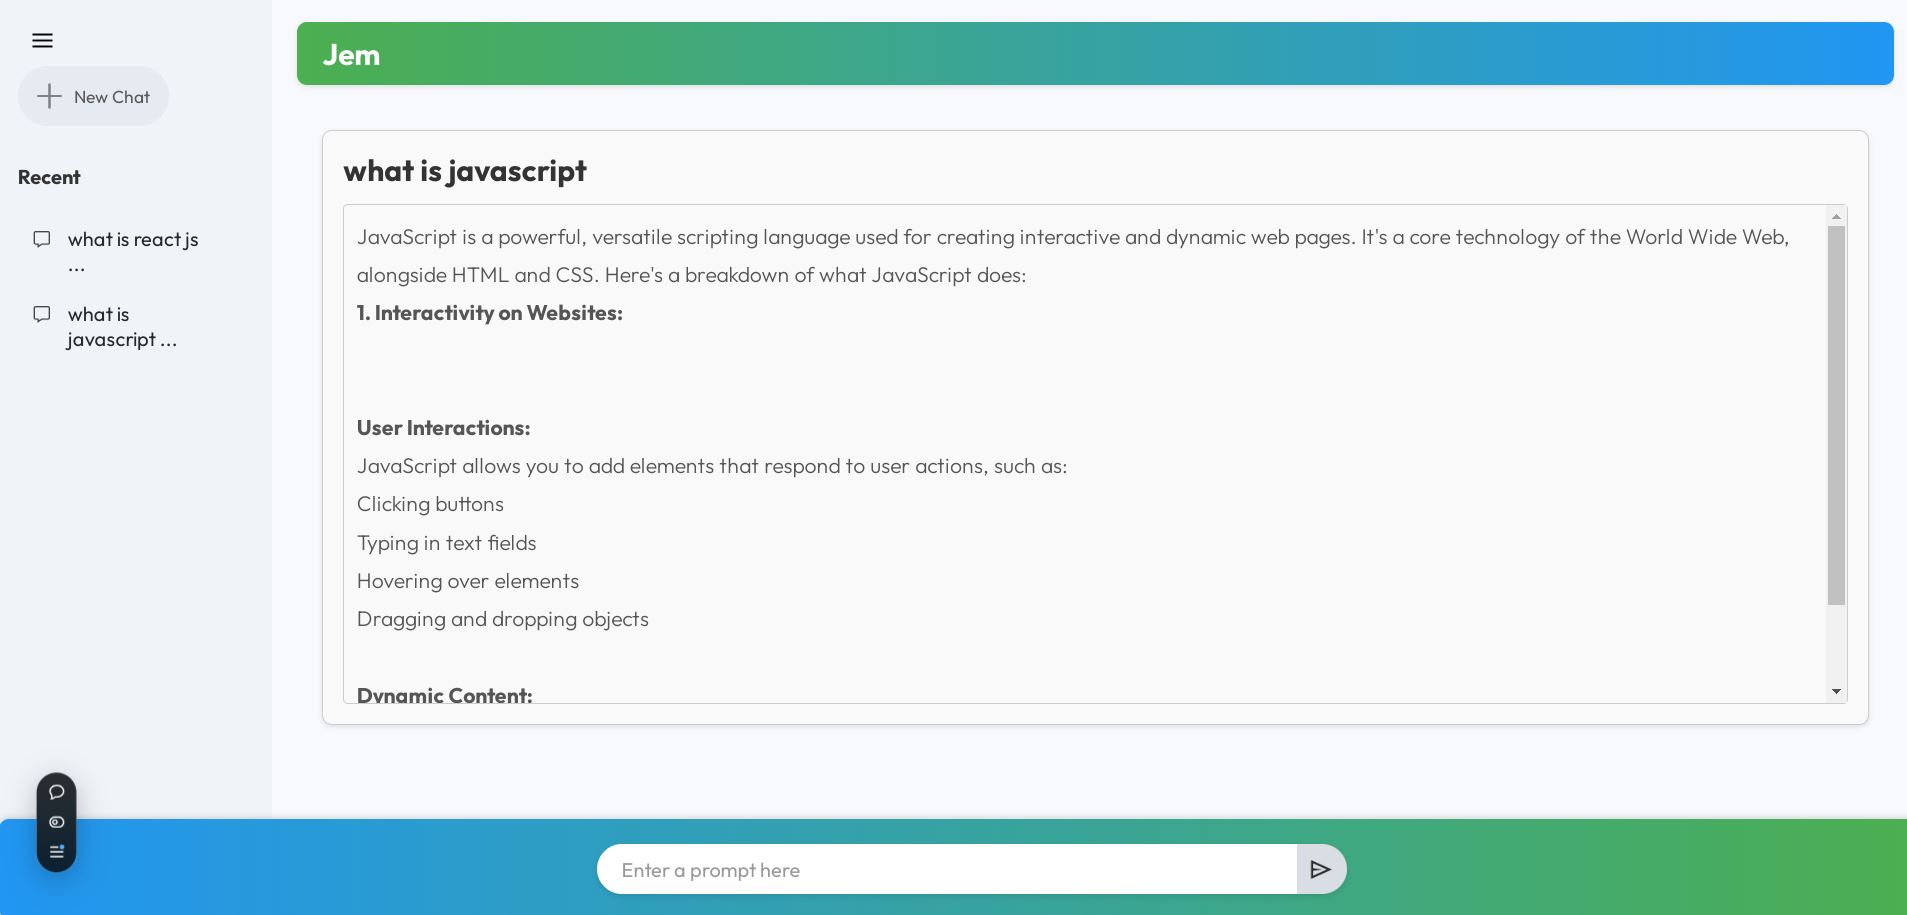 Jem
New Chat
Recent
what is react js
...
what is
javascript ...
what is javascript
JavaScript is a powerful, versatile scripting language used for creating interactive and dynamic web pages. It's a core technology of the World Wide Web,
alongside HTML and CSS. Here's a breakdown of what JavaScript does:
1. Interactivity on Websites:
User Interactions:
JavaScript allows you to add elements that respond to user actions, such as:
Clicking buttons
Typing in text fields
Hovering over elements
Dragging and dropping objects
Dynamic Content:
Enter a prompt here